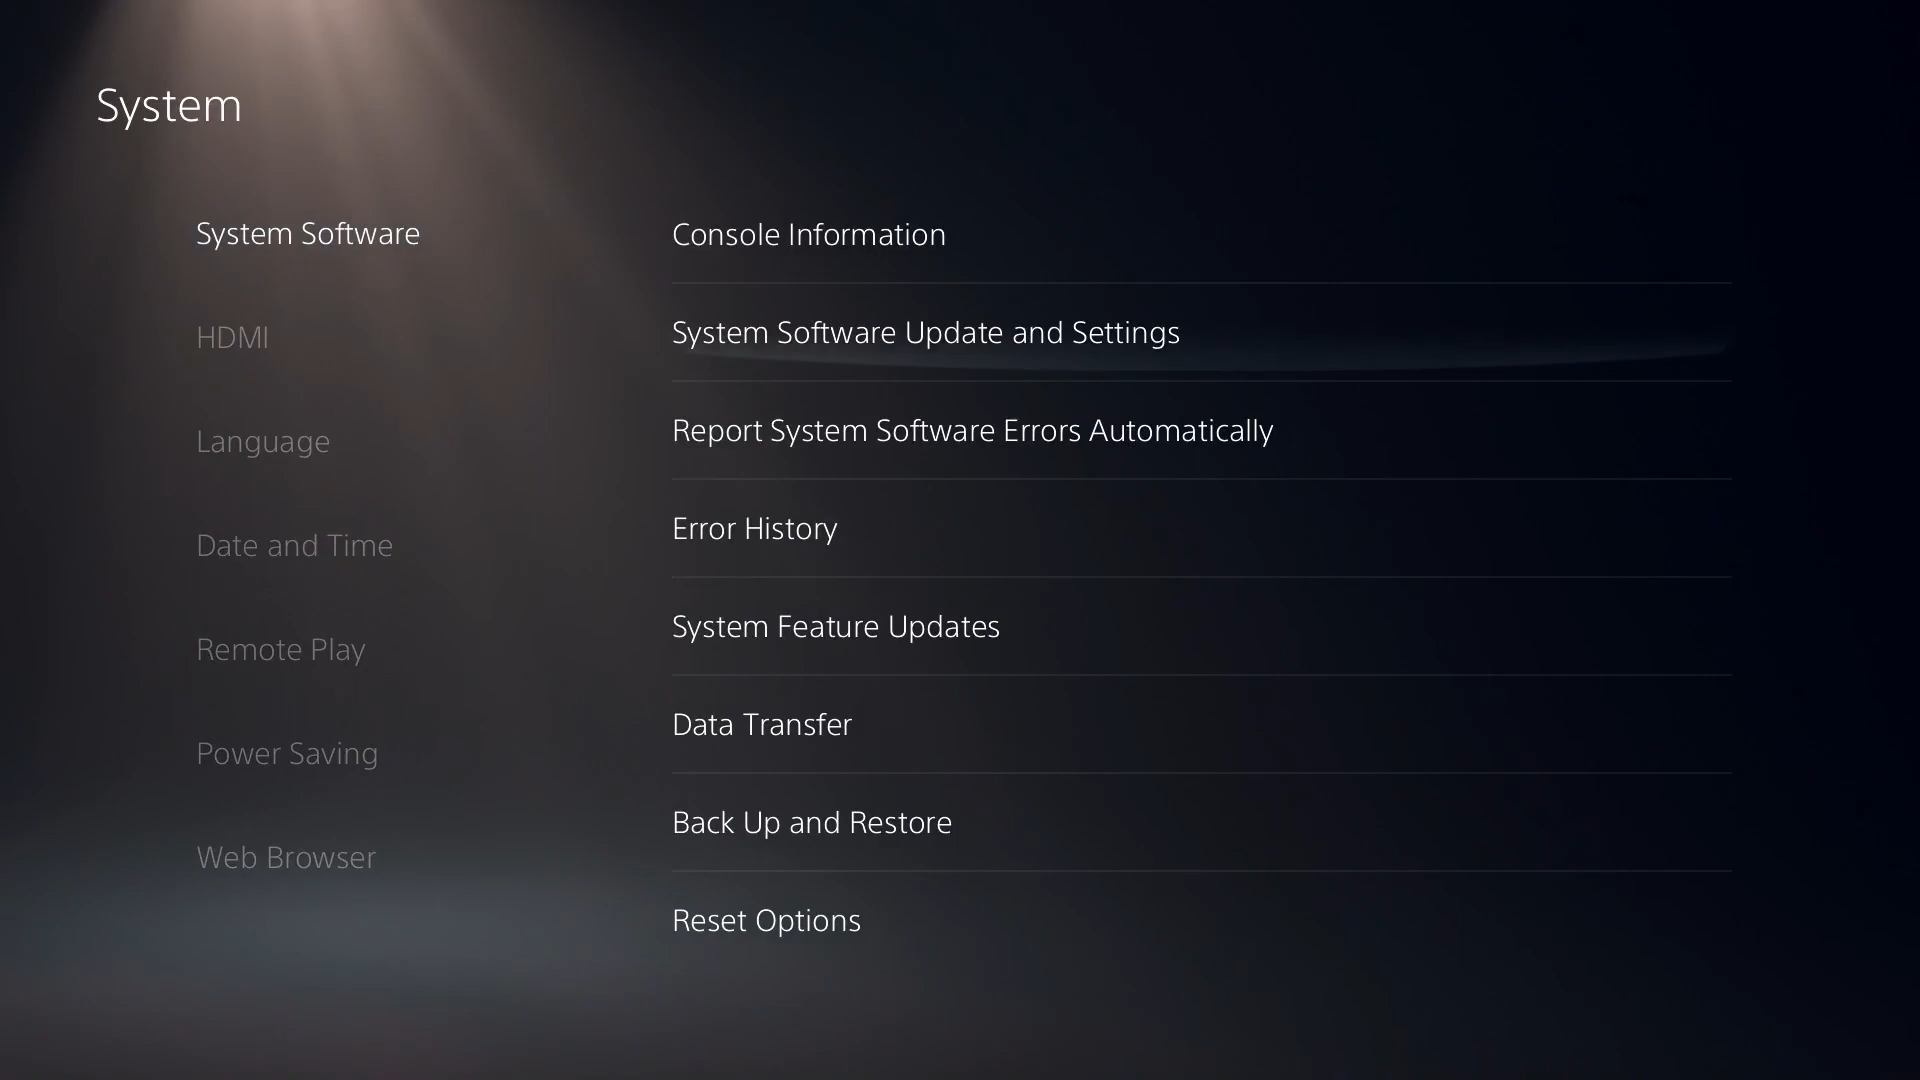 System
System Software
HDMI
Language
Date and Time
Remote Play
Power Saving
Web Browser
Console Information
System Software Update and Settings
Report System Software Errors Automatically
Error History
System Feature Updates
Data Transfer
Back Up and Restore
Reset Options